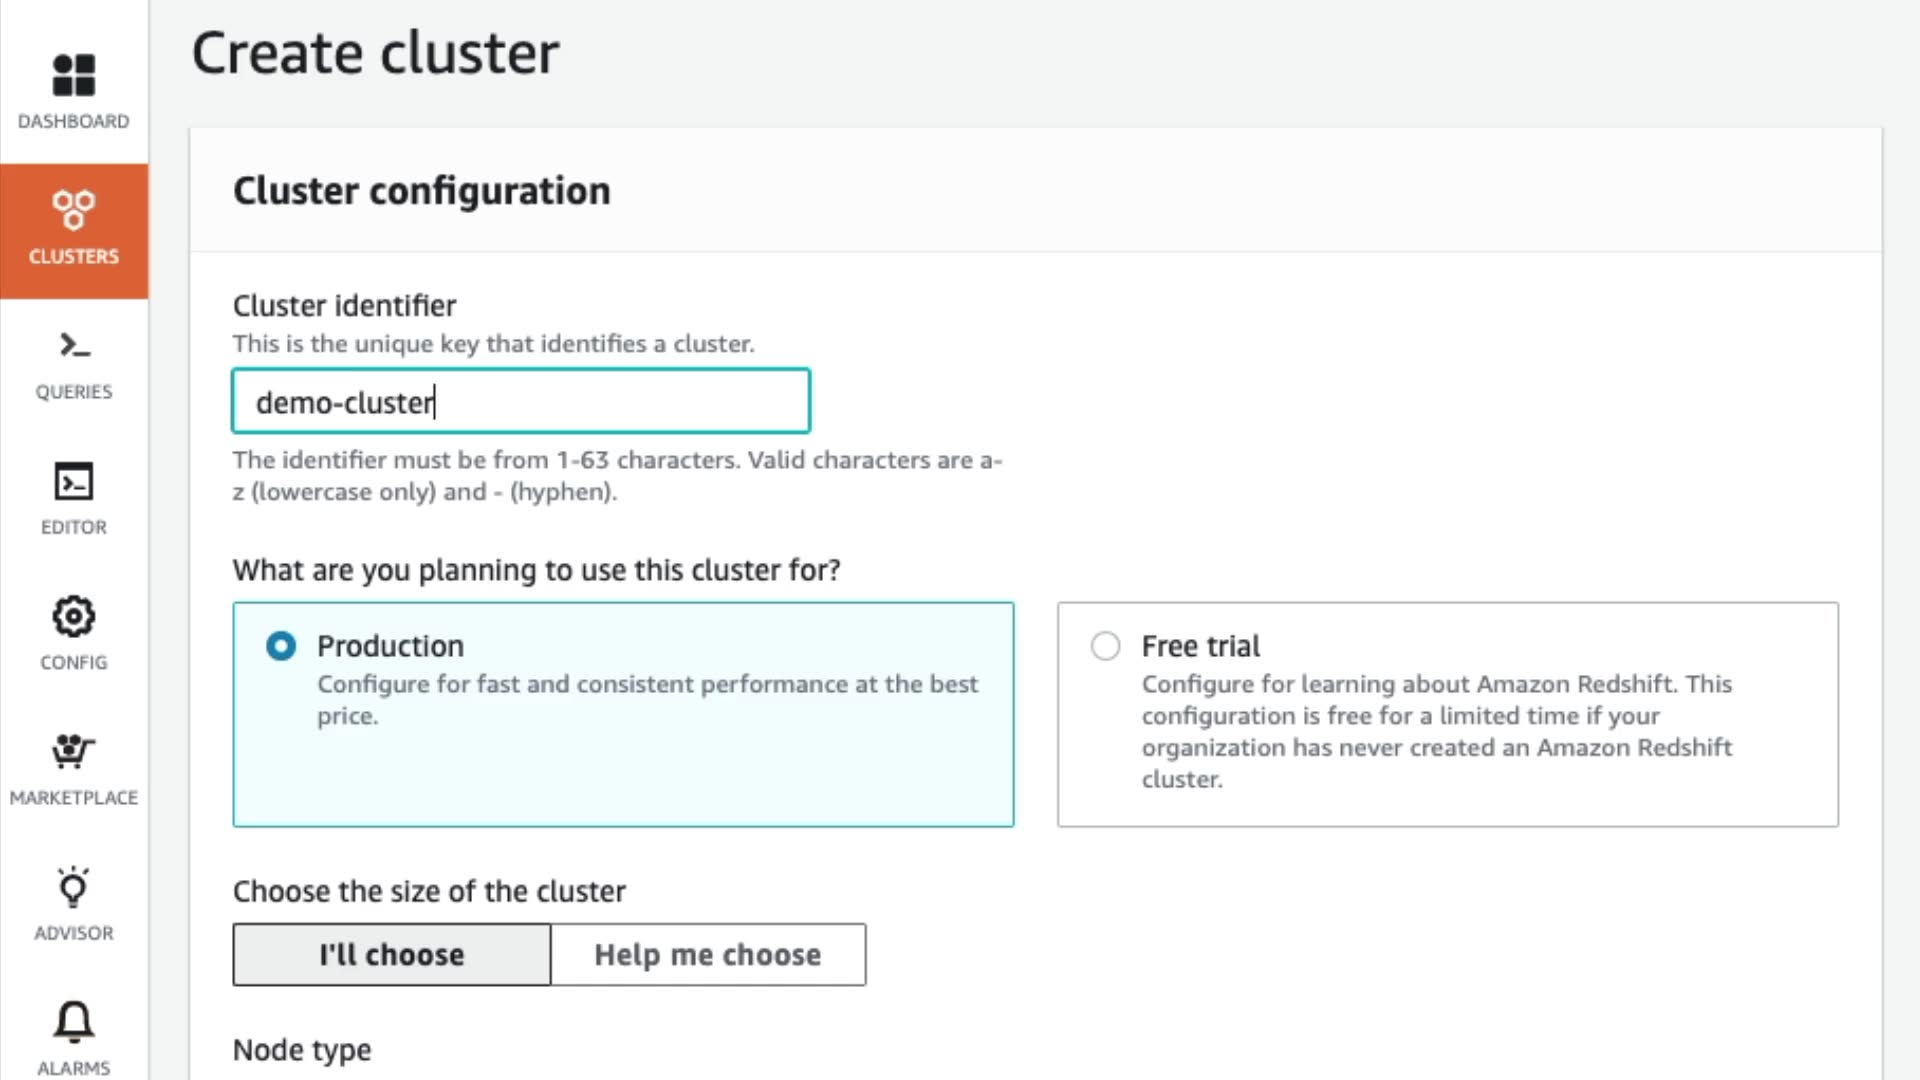 Create cluster
DASHBOARD
CLUSTERS
QUERIES
EDITOR
CONFIG
MARKETPLACE
ADVISOR
ALARMS
Cluster configuration
Cluster identifier
This is the unique key that identifies a cluster.
demo-cluster
The identifier must be from 1-63 characters. Valid characters are a-
z (lowercase only) and - (hyphen).
What are you planning to use this cluster for?
Production
Configure for fast and consistent performance at the best
price.
Free trial
Configure for learning about Amazon Redshift. This
configuration is free for a limited time if your
organization has never created an Amazon Redshift
cluster.
Choose the size of the cluster
I'll choose
Help me choose
Node type